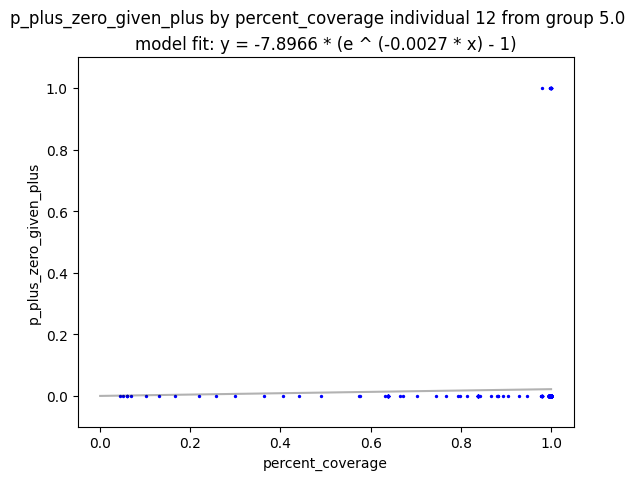 p_plus_zero_given_plus by percent_coverage individual 12 from group 5.0
model fit: y = -7.8966 * (e ^ (-0.0027 * x) - 1)
1.0
0.8
0.6
0.4
0.2
0.0
p_plus_zero_given_plus
0.0 0.2 0.4 0.6 0.8 1.0
percent_coverage